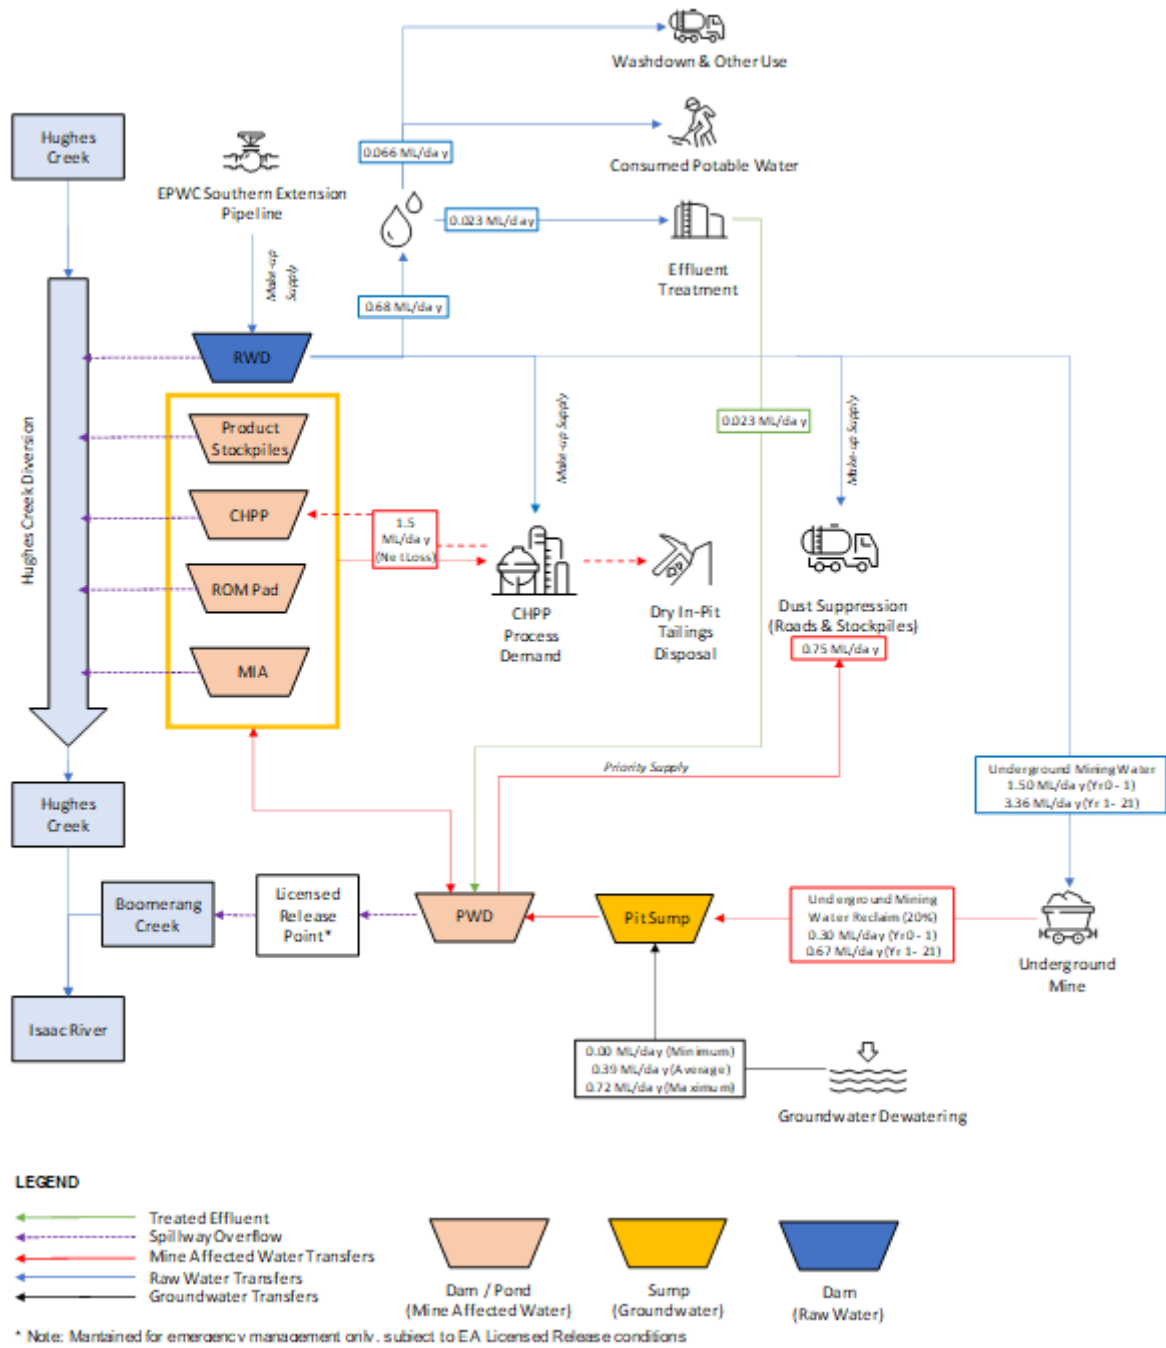 Washdown & Other Use
Hughes
Creek
0.066 ML/day
Consumed Potable Water
EPWC Southern Extension
Pipeline
0.023 ML/day
Make-up
Supply
Effluent
Treatment
0.68 ML/day
RWD
Hughes Creek Diversion
Product
Stockpiles
Make-up Supply
Make-up Supply
0.023 ML/day
CHPP
1.5
ML/day
(Net Loss)
ROM Pad
CHPP
Process
Demand
Dry In-Pit
Tailings
Disposal
Dust Suppression
(Roads & Stockpiles)
0.75 ML/day
MIA
Priority Supply
Underground Mining Water
1.50 ML/day (Yr 0 - 1)
3.36 ML/day (Yr 1 - 21)
Hughes
Creek
Boomerang
Creek
Licensed
Release
Point*
PWD
Pit Sump
Underground Mining
Water Reclaim (20%)
0.30 ML/day (Yr 0 - 1)
0.67 ML/day (Yr 1 - 21)
Underground
Mine
Isaac River
0.00 ML/day (Minimum)
0.39 ML/day (Average)
0.72 ML/day (Maximum)
Groundwater Dewatering
LEGEND
Treated Effluent
Spillway Overflow
Mine Affected Water Transfers
Raw Water Transfers
Groundwater Transfers
Dam / Pond
(Mine Affected Water)
Sump
(Groundwater)
Dam
(Raw Water)
* Note: Mantained for emergency management only, subject to EA Licensed Release conditions